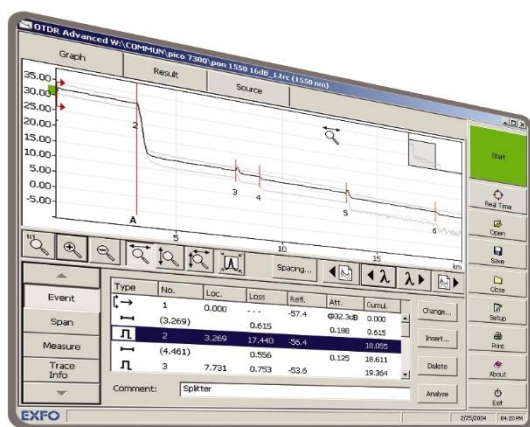 OTDR Advanced W:\COMMUN\pico 7300\pon 1550 16dB_1.trc (1550 nm)
Graph
Result
Source
35.00
30.00
25.00
20.00
15.00
10.00
5.00
0.00
-5.00
2
3
4
5
6
A
5
10
15
km
1:1
Spacing...
λ
λ
Event
Span
Measure
Trace
Info
Type No. Loc. Loss Refl. Att. Cumul.
1 0.000 --- -57.4 @32.3dB 0.000
(3.269) 0.615 0.188 0.615
2 3.269 17.440 -56.4 18.055
(4.461) 0.556 0.125 18.611
3 7.731 0.753 -53.6 19.364
Comment: Splitter
Change...
Insert...
Delete
Analyze
Start
Real Time
Open
Save
Close
Setup
Print
About
Exit
EXFO
2/25/2004
04:20 PM